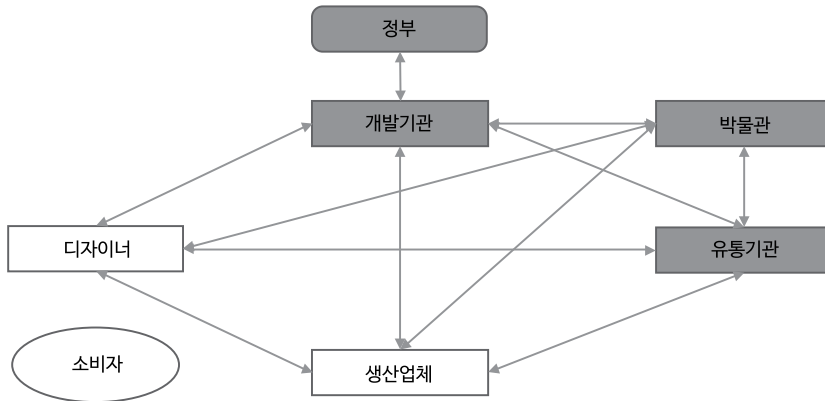 정부
개발기관
박물관
디자이너
유통기관
소비자
생산업체